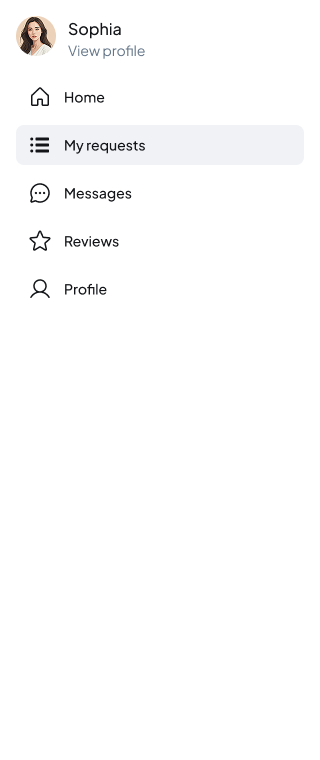 Sophia
View profile
Home
My requests
Messages
Reviews
Profile